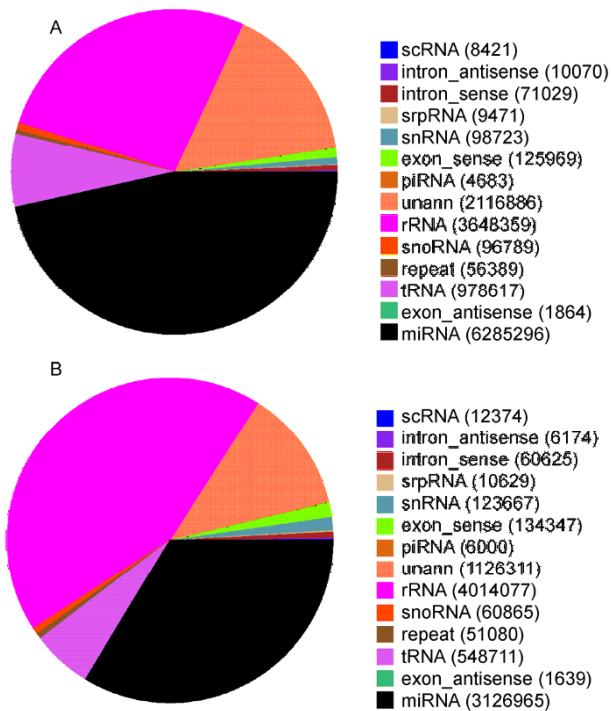 A
scRNA (8421)
intron_antisense (10070)
intron_sense (71029)
srpRNA (9471)
snRNA (98723)
exon_sense (125969)
piRNA (4683)
unann (2116886)
rRNA (3648359)
snoRNA (96789)
repeat (56389)
tRNA (978617)
exon_antisense (1864)
miRNA (6285296)
B
scRNA (12374)
intron_antisense (6174)
intron_sense (60625)
srpRNA (10629)
snRNA (123667)
exon_sense (134347)
piRNA (6000)
unann (1126311)
rRNA (4014077)
snoRNA (60865)
repeat (51080)
tRNA (548711)
exon_antisense (1639)
miRNA (3126965)